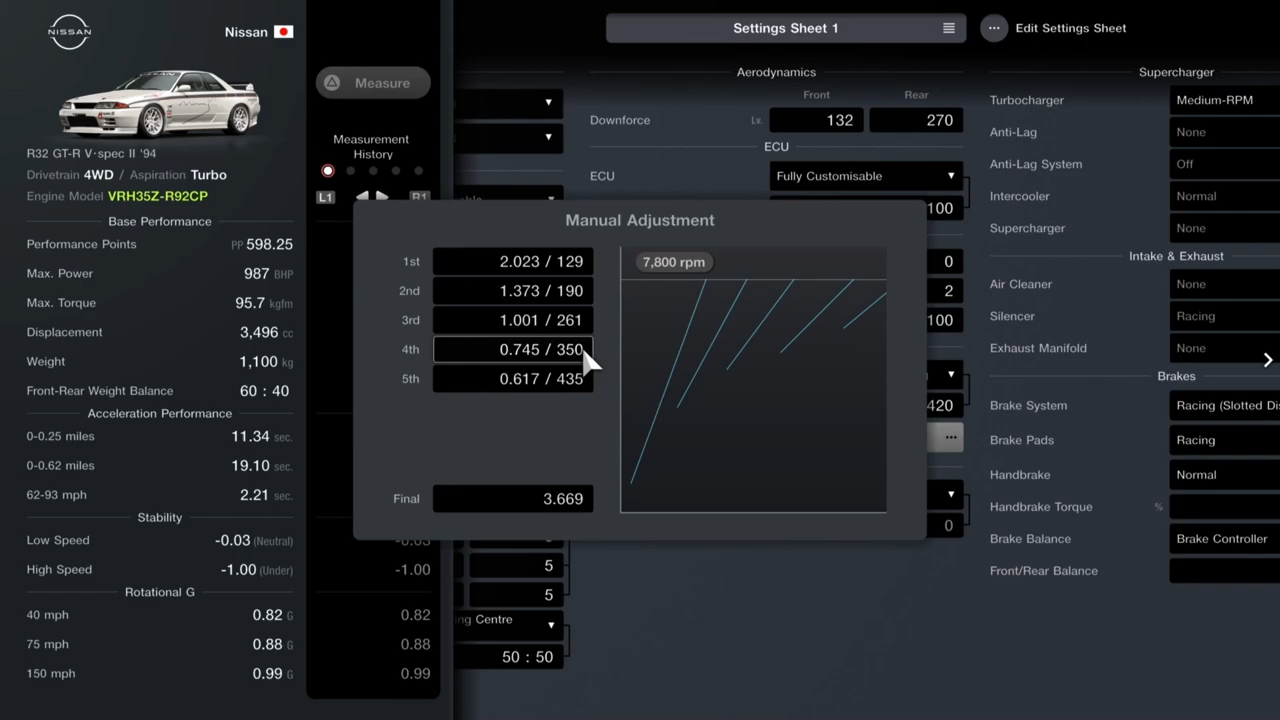 NISSAN
Nissan
R32 GT-R V·spec II '94
Drivetrain 4WD / Aspiration Turbo
Engine Model VRH35Z-R92CP
Base Performance
Performance Points PP 598.25
Max. Power 987 BHP
Max. Torque 95.7 kgfm
Displacement 3,496 cc
Weight 1,100 kg
Front-Rear Weight Balance 60 : 40
Acceleration Performance
0-0.25 miles 11.34 sec.
0-0.62 miles 19.10 sec.
62-93 mph 2.21 sec.
Stability
Low Speed -0.03 (Neutral)
High Speed -1.00 (Under)
Rotational G
40 mph 0.82 G
75 mph 0.88 G
150 mph 0.99 G
Measure
Measurement
History
L1 R1
-0.03
-1.00
0.82
0.88
0.99
Settings Sheet 1
Edit Settings Sheet
Aerodynamics
Front Rear
Downforce Lv. 132 270
ECU
ECU Fully Customisable
100
0
2
100
420
0
Manual Adjustment
1st 2.023 / 129
2nd 1.373 / 190
3rd 1.001 / 261
4th 0.745 / 350
5th 0.617 / 435
Final 3.669
7,800 rpm
5
5
Centre
50 : 50
Supercharger
Turbocharger Medium-RPM
Anti-Lag None
Anti-Lag System Off
Intercooler Normal
Supercharger None
Intake & Exhaust
Air Cleaner None
Silencer Racing
Exhaust Manifold None
Brakes
Brake System Racing (Slotted Di
Brake Pads Racing
Handbrake Normal
Handbrake Torque %
Brake Balance Brake Controller
Front/Rear Balance